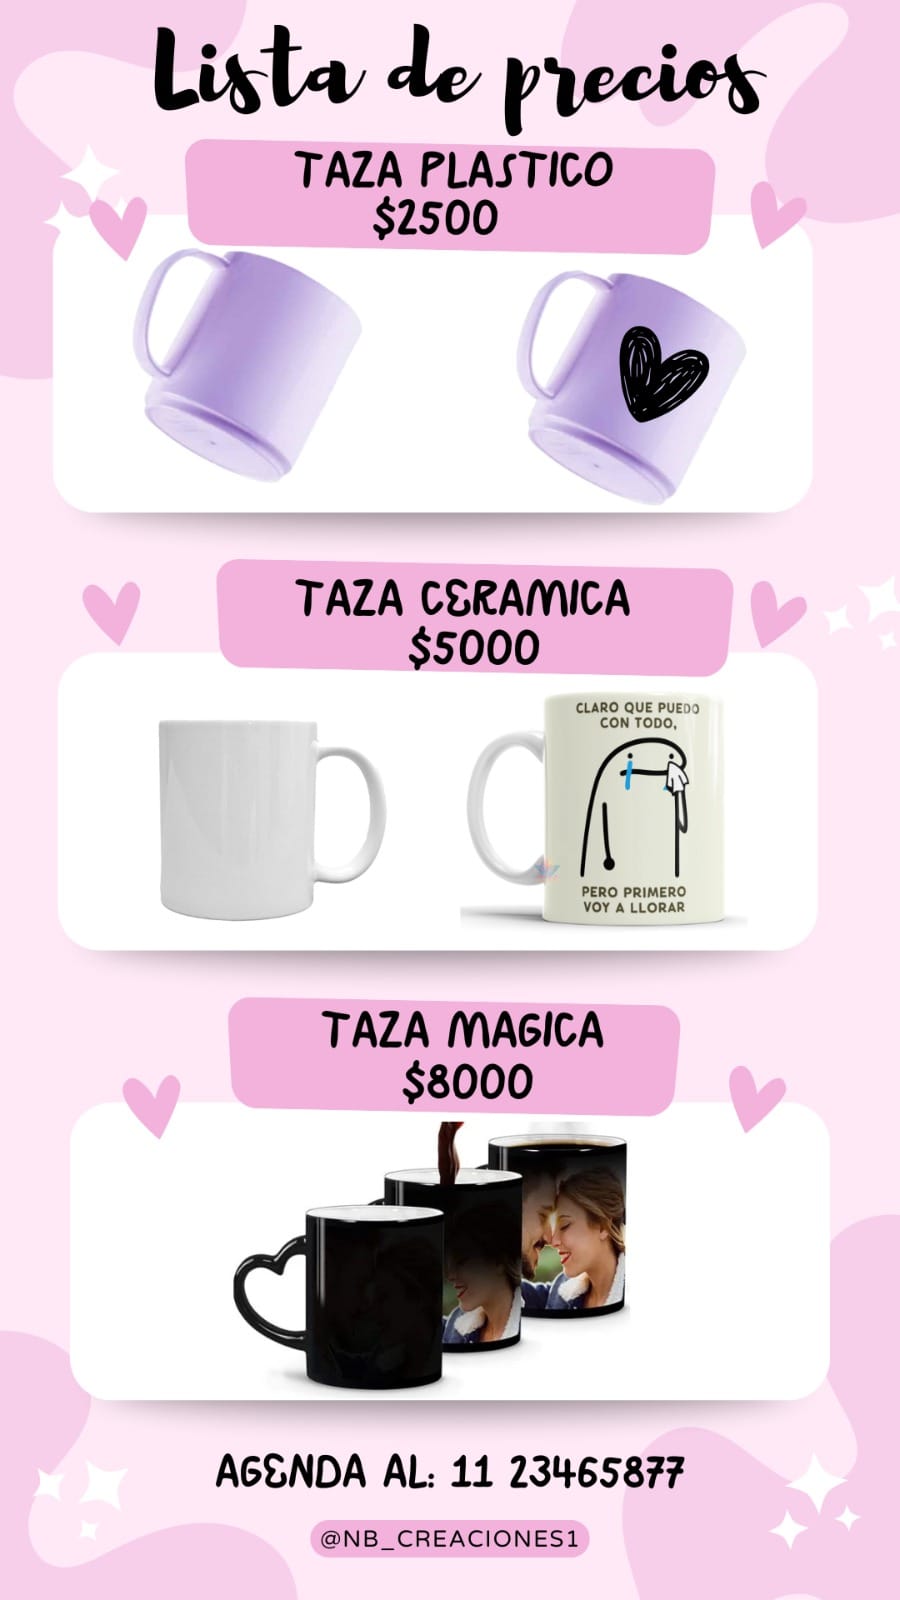 Lista de precios
TAZA PLASTICO
$2500
TAZA CERAMICA
$5000
CLARO QUE PUEDO
CON TODO,
PERO PRIMERO
VOY A LLORAR
TAZA MAGICA
$8000
AGENDA AL: 11 23465877
@NB_CREACIONES1